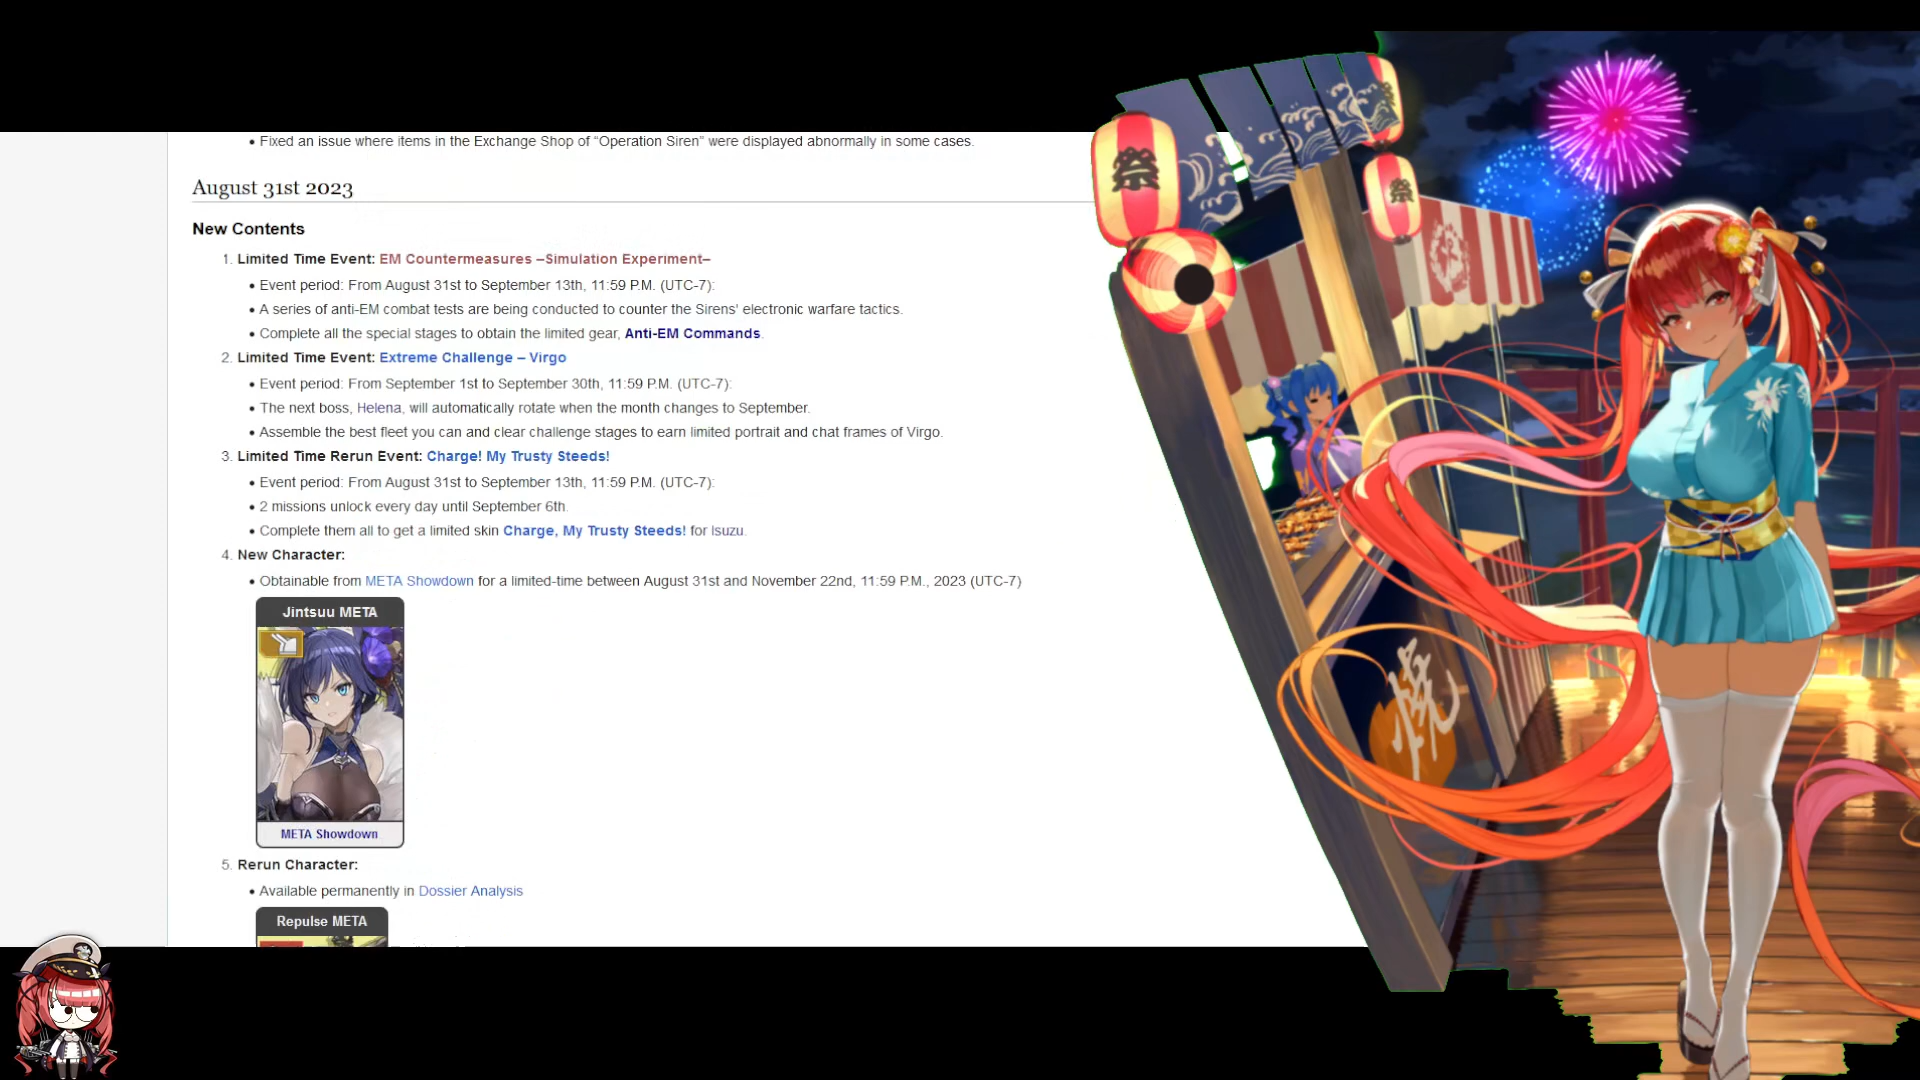 • Fixed an issue where items in the Exchange Shop of “Operation Siren” were displayed abnormally in some cases.
August 31st 2023
New Contents
1. Limited Time Event: EM Countermeasures –Simulation Experiment–
• Event period: From August 31st to September 13th, 11:59 P.M. (UTC-7):
• A series of anti-EM combat tests are being conducted to counter the Sirens' electronic warfare tactics.
• Complete all the special stages to obtain the limited gear, Anti-EM Commands.
2. Limited Time Event: Extreme Challenge – Virgo
• Event period: From September 1st to September 30th, 11:59 P.M. (UTC-7):
• The next boss, Helena, will automatically rotate when the month changes to September.
• Assemble the best fleet you can and clear challenge stages to earn limited portrait and chat frames of Virgo.
3. Limited Time Rerun Event: Charge! My Trusty Steeds!
• Event period: From August 31st to September 13th, 11:59 P.M. (UTC-7):
• 2 missions unlock every day until September 6th.
• Complete them all to get a limited skin Charge, My Trusty Steeds! for Isuzu.
4. New Character:
• Obtainable from META Showdown for a limited-time between August 31st and November 22nd, 11:59 P.M., 2023 (UTC-7)
Jintsuu META
META Showdown
5. Rerun Character:
• Available permanently in Dossier Analysis
Repulse META
祭
祭
祭
焼